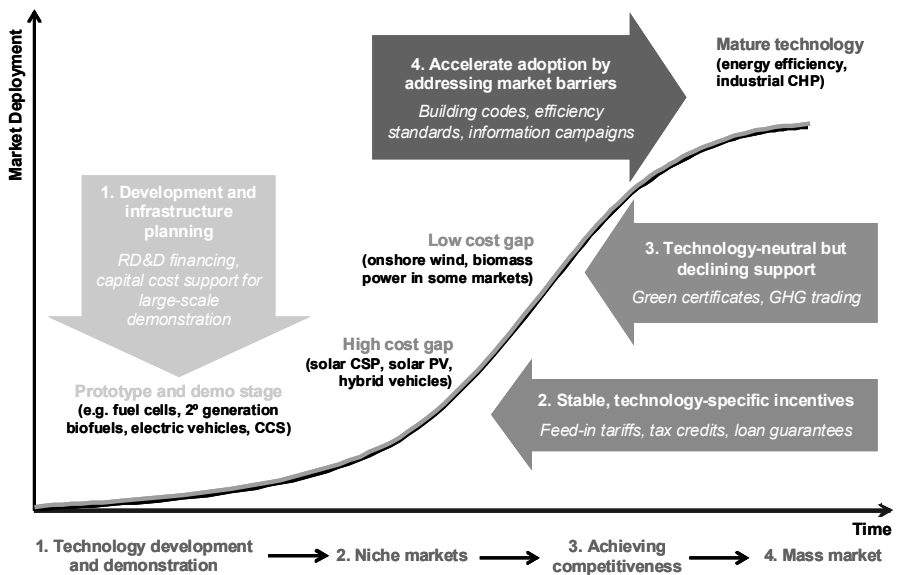 Market Deployment
4. Accelerate adoption by
addressing market barriers
Building codes, efficiency
standards, information campaigns
Mature technology
(energy efficiency,
industrial CHP)
1. Development and
infrastructure
planning
RD&D financing,
capital cost support for
large-scale
demonstration
Low cost gap
(onshore wind, biomass
power in some markets)
3. Technology-neutral but
declining support
Green certificates, GHG trading
High cost gap
(solar CSP, solar PV,
hybrid vehicles)
Prototype and demo stage
(e.g. fuel cells, 2º generation
biofuels, electric vehicles, CCS)
2. Stable, technology-specific incentives
Feed-in tariffs, tax credits, loan guarantees
Time
1. Technology development
and demonstration
2. Niche markets
3. Achieving
competitiveness
4. Mass market